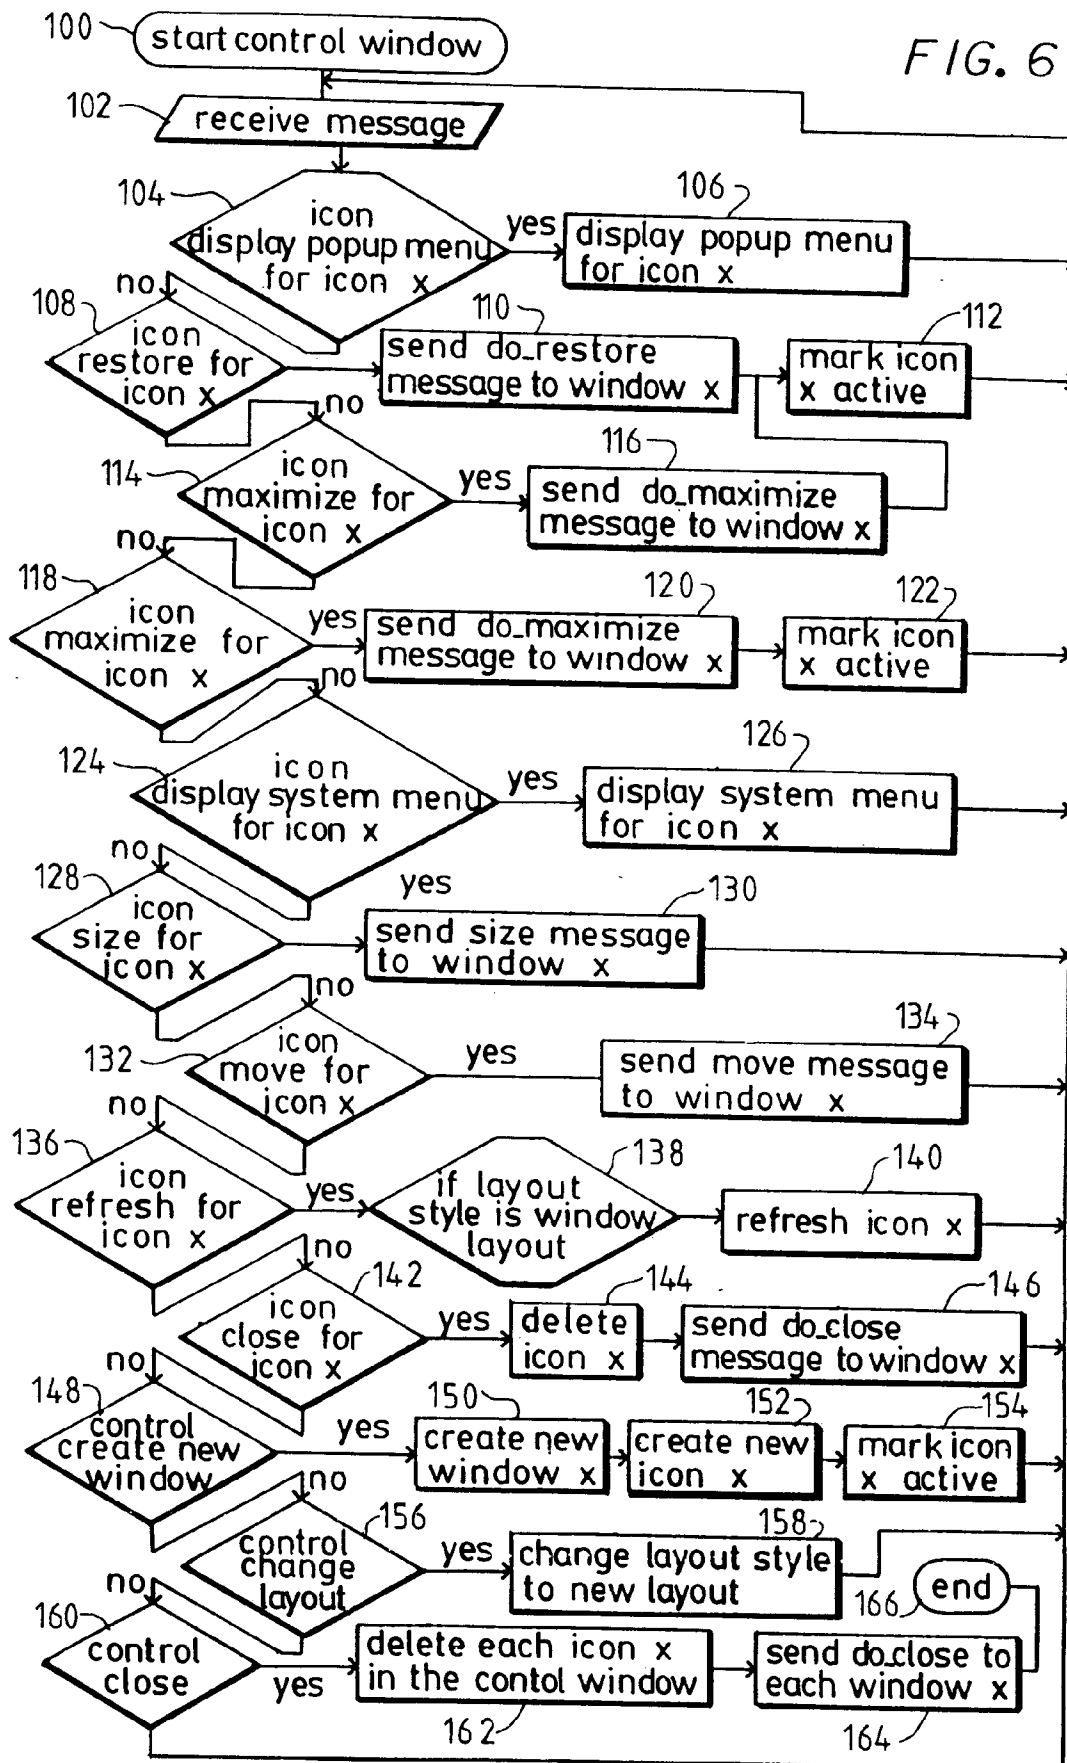 FIG. 6
100
start control window
102
receive message
104
icon
display popup menu
for icon x
yes
106
display popup menu
for icon x
no
108
icon
restore for
icon x
110
send do_restore
message to window x
112
mark icon
x active
no
114
icon
maximize for
icon x
yes
116
send do_maximize
message to window x
no
118
icon
maximize for
icon x
yes
120
send do_maximize
message to window x
122
mark icon
x active
no
124
icon
display system menu
for icon x
yes
126
display system menu
for icon x
no
128
icon
size for
icon x
yes
130
send size message
to window x
no
132
icon
move for
icon x
yes
134
send move message
to window x
no
136
icon
refresh for
icon x
yes
138
if layout
style is window
layout
140
refresh icon x
no
142
icon
close for
icon x
yes
144
delete
icon x
146
send do_close
message to window x
no
148
control
create new
window
yes
150
create new
window x
152
create new
icon x
154
mark icon
x active
no
156
control
change
layout
yes
158
change layout style
to new layout
no
160
control
close
yes
delete each icon x
in the contol window
162
send do_close to
each window x
164
166
end